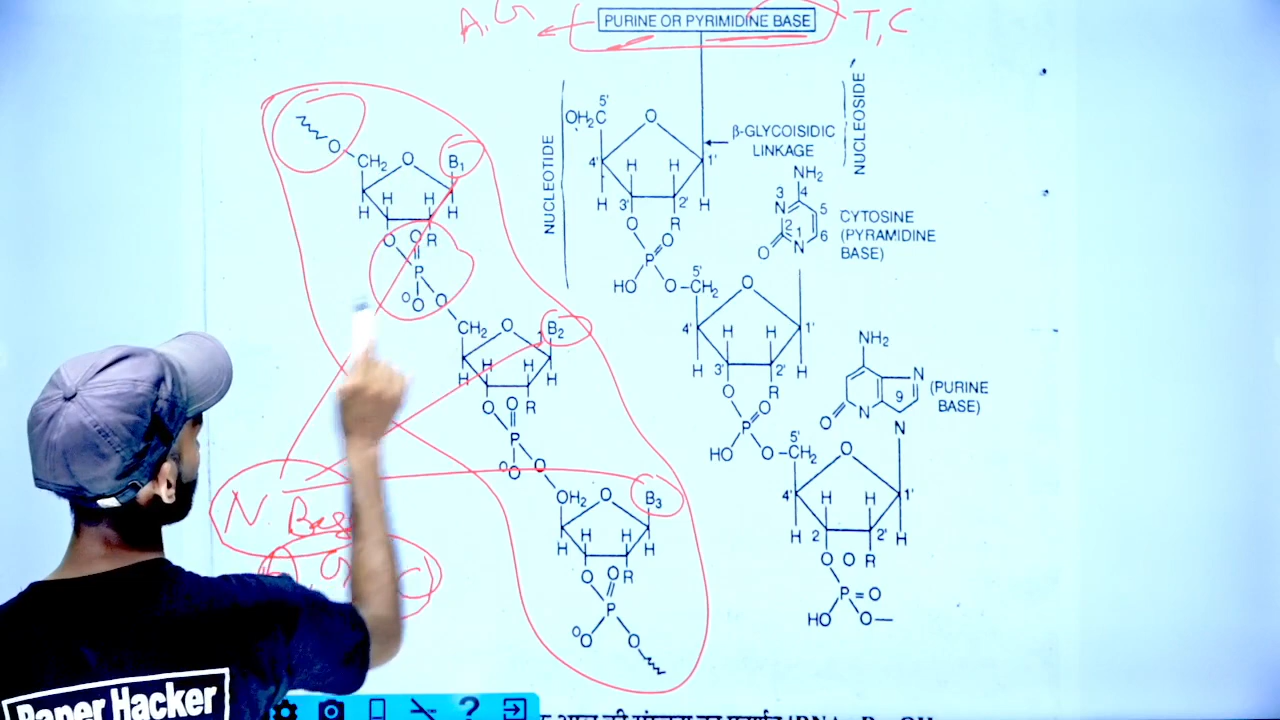 A, G
PURINE OR PYRIMIDINE BASE
T, C
NUCLEOTIDE
NUCLEOSIDE
5'
OH₂C
O
4'
H
H
1'
H
3'
2'
H
O
R
O
P
HO
O
β-GLYCOISIDIC
LINKAGE
NH₂
3
4
N
5
2
1
6
O
N
CYTOSINE
(PYRAMIDINE
BASE)
O
CH₂
O
B₁
H
H
H
H
O
O
R
P
O
O
CH₂
O
B₂
H
H
H
H
O
O
R
P
O
O
OH₂
O
B₃
H
H
H
H
O
O
R
P
O
O
5'
CH₂
O
4'
1'
H
H
H
3'
2'
H
O
R
O
P
HO
O
NH₂
N
9
O
N
N
(PURINE
BASE)
5'
CH₂
O
4'
1'
H
H
H
2
2'
H
O
O
R
P=O
HO
O
N. Bas
Paper Hacker